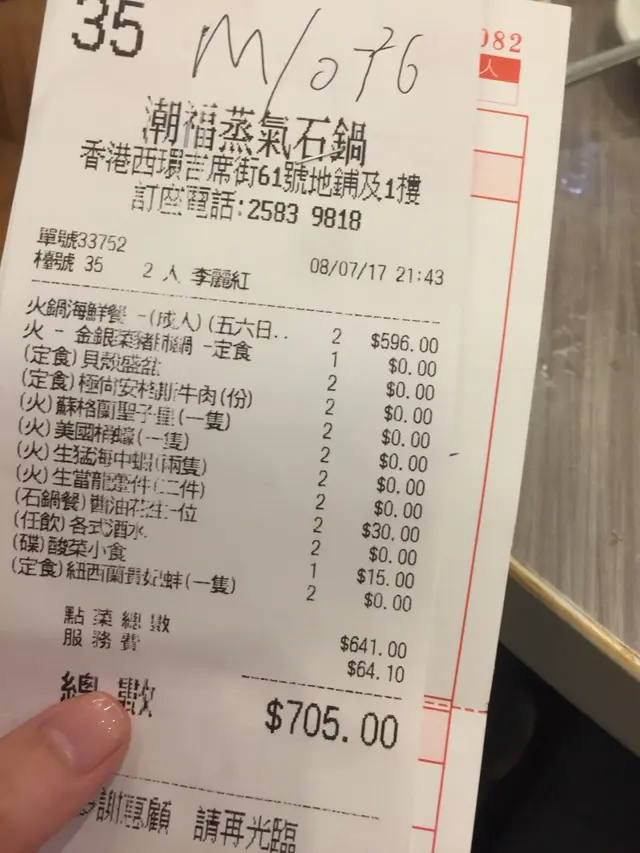 082
人
35
潮福蒸氣石鍋
香港西環吉席街61號地鋪及1樓
訂座電話:2583 9818
單號33752
檯號 35 2 人 李麗紅 08/07/17 21:43
火鍋海鮮餐 -(成人)(五六日.. 2 $596.00
火 - 金銀菜豬𦟌鍋 -定食 1 $0.00
(定食)貝殼盛盆 2 $0.00
(定食)極尚安格斯牛肉(份) 2 $0.00
(火)蘇格蘭聖子皇(一隻) 2 $0.00
(火)美國桶蠔(一隻) 2 $0.00
(火)生猛海中蝦(兩隻) 2 $0.00
(火)生當龍躉件(二件) 2 $0.00
(石鍋餐)醬油花生-位 2 $30.00
(任飲)各式酒水 2 $0.00
(碟)酸菜小食 1 $15.00
(定食)紐西蘭貴妃蚌(一隻) 2 $0.00
點菜總數 $641.00
服務費 $64.10
總數 $705.00
謝惠顧 請再光臨